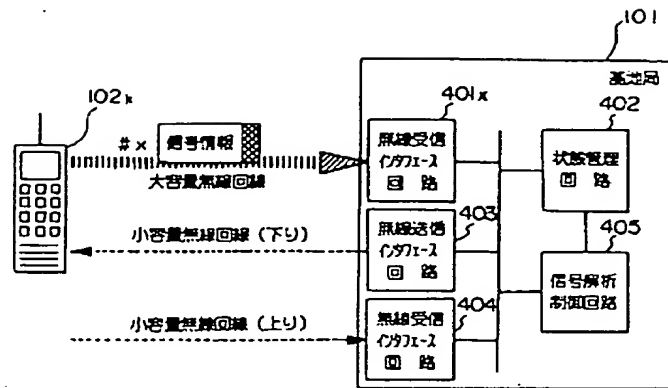 101
基地局
102k
#x
信号情報
大容量無線回線
401x
無線受信
インタフェース
回路
402
状態管理
回路
小容量無線回線(下り)
403
無線送信
インタフェース
回路
405
信号解析
制御回路
小容量無線回線(上り)
404
無線受信
インタフェース
回路